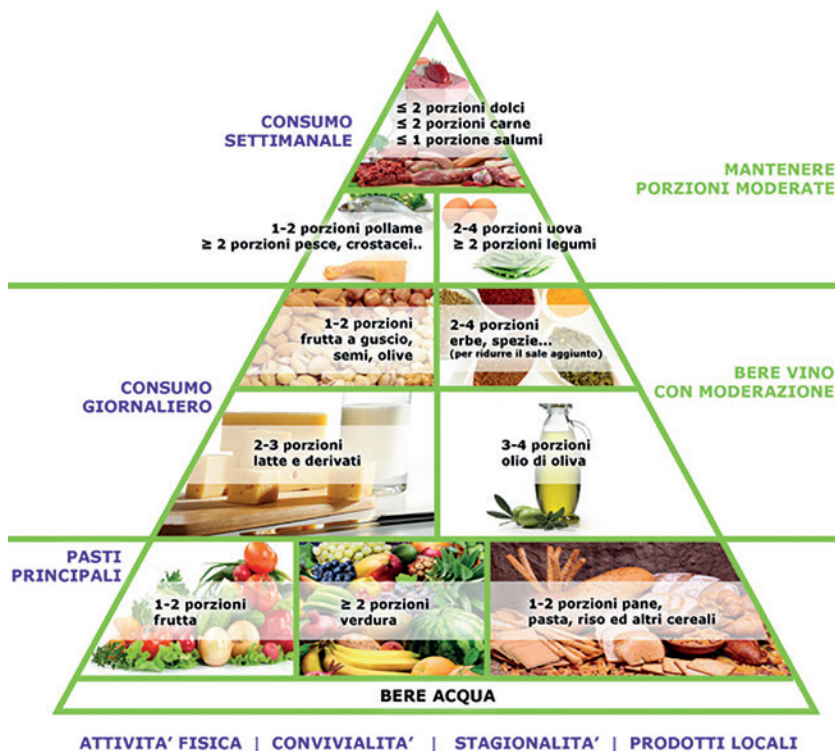 CONSUMO
SETTIMANALE
≤ 2 porzioni dolci
≤ 2 porzioni carne
≤ 1 porzione salumi
MANTENERE
PORZIONI MODERATE
1-2 porzioni pollame
≥ 2 porzioni pesce, crostacei..
2-4 porzioni uova
≥ 2 porzioni legumi
1-2 porzioni
frutta a guscio,
semi, olive
2-4 porzioni
erbe, spezie...
(per ridurre il sale aggiunto)
CONSUMO
GIORNALIERO
BERE VINO
CON MODERAZIONE
2-3 porzioni
latte e derivati
3-4 porzioni
olio di oliva
PASTI
PRINCIPALI
1-2 porzioni
frutta
≥ 2 porzioni
verdura
1-2 porzioni pane,
pasta, riso ed altri cereali
BERE ACQUA
ATTIVITA’ FISICA | CONVIVIALITA’ | STAGIONALITA’ | PRODOTTI LOCALI